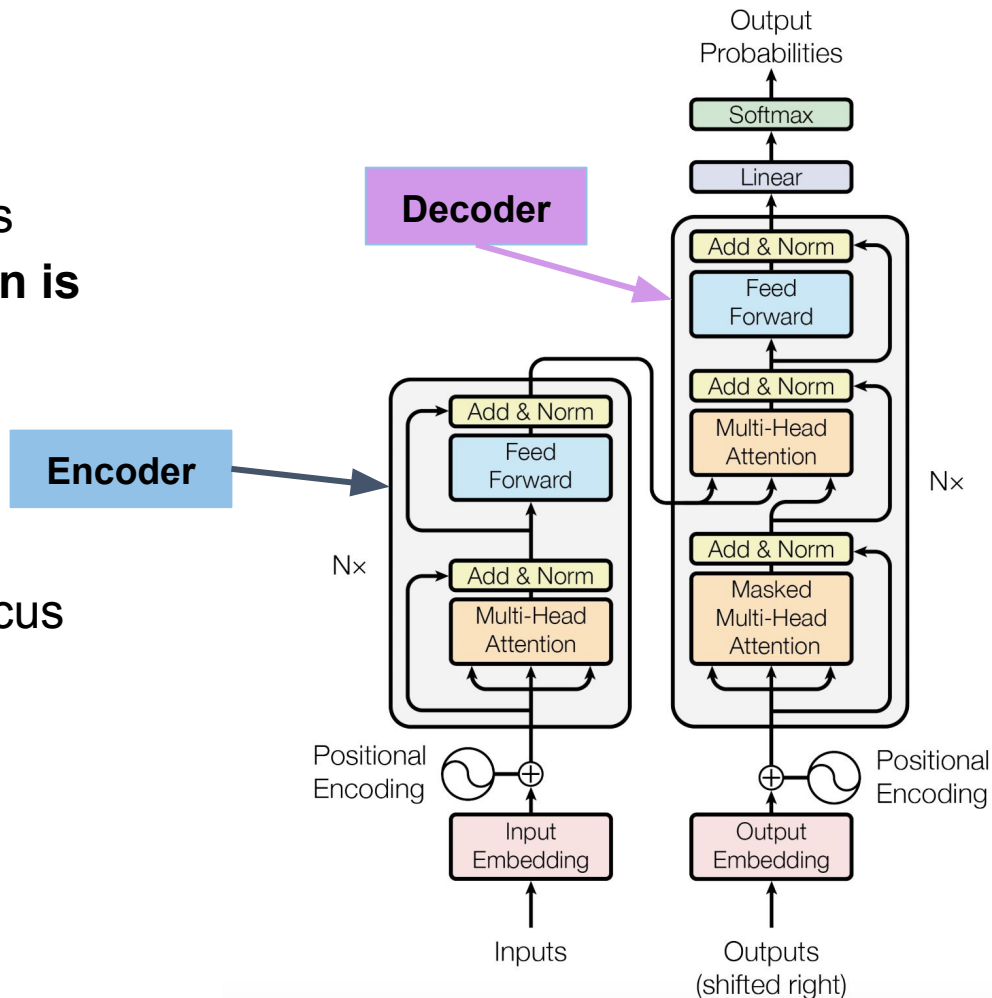 s
n is
cus
Encoder
Decoder
Output
Probabilities
Softmax
Linear
Add & Norm
Feed
Forward
Add & Norm
Multi-Head
Attention
Nx
Add & Norm
Masked
Multi-Head
Attention
Add & Norm
Feed
Forward
Nx
Add & Norm
Multi-Head
Attention
Positional
Encoding
Positional
Encoding
Input
Embedding
Output
Embedding
Inputs
Outputs
(shifted right)